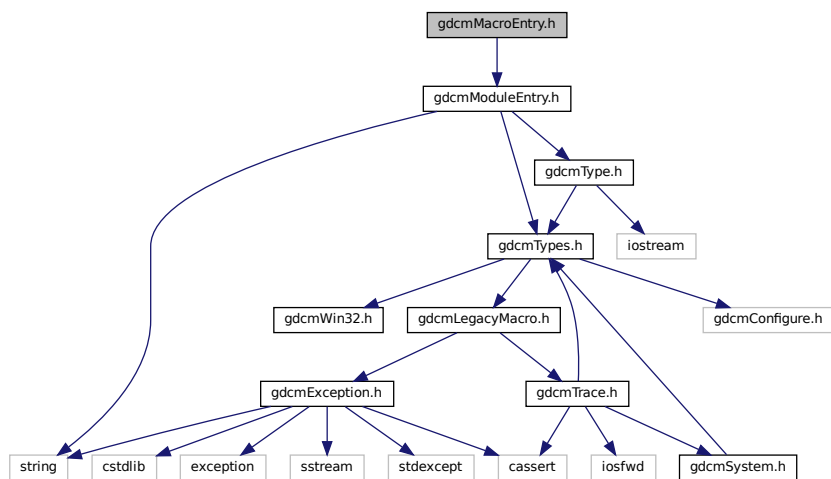 gdcmMacroEntry.h
gdcmModuleEntry.h
gdcmType.h
gdcmTypes.h
iostream
gdcmWin32.h
gdcmLegacyMacro.h
gdcmConfigure.h
gdcmException.h
gdcmTrace.h
string
cstdlib
exception
sstream
stdexcept
cassert
iosfwd
gdcmSystem.h